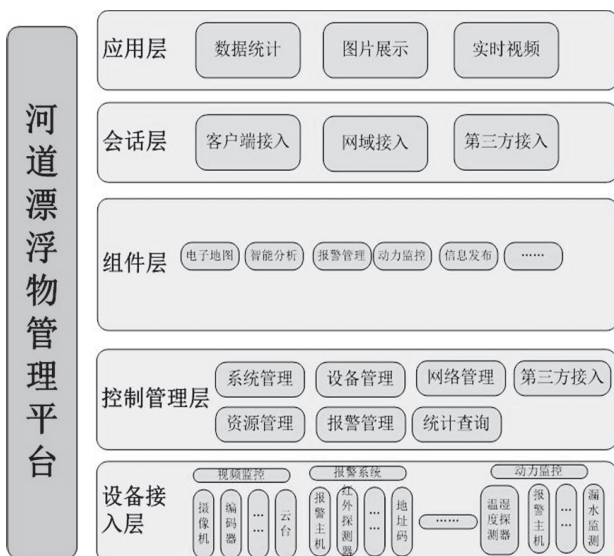 河道漂浮物管理平台
应用层
数据统计 图片展示 实时视频
会话层
客户端接入 网域接入 第三方接入
组件层
电子地图 智能分析 报警管理 动力监控 信息发布 ……
控制管理层
系统管理 设备管理 网络管理 第三方接入
资源管理 报警管理 统计查询
设备接入层
视频监控 报警系统 动力监控
摄像机 编码器 …… 云台 报警主机 红外探测器 …… 地址码 …… 温湿度探测器 报警主机 …… 漏水监测